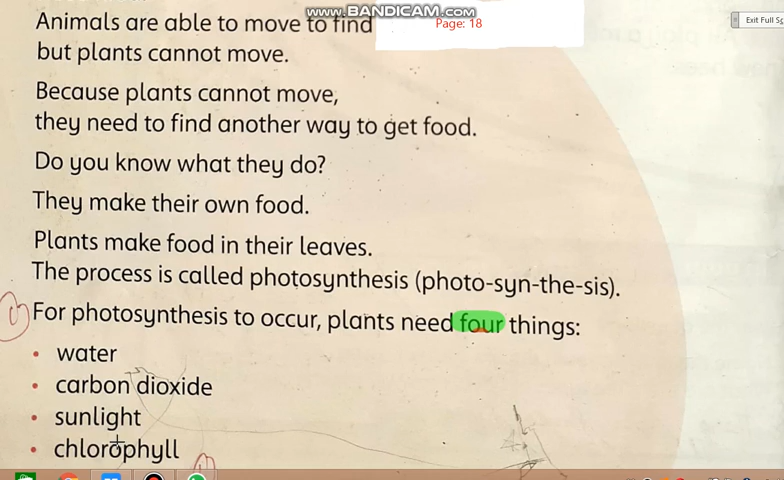 www.BANDICAM.com
Animals are able to move to find
Page: 18
Exit Full Sc
but plants cannot move.
Because plants cannot move,
they need to find another way to get food.
Do you know what they do?
They make their own food.
Plants make food in their leaves.
The process is called photosynthesis (photo-syn-the-sis).
For photosynthesis to occur, plants need four things:
• water
• carbon dioxide
• sunlight
• chlorophyll